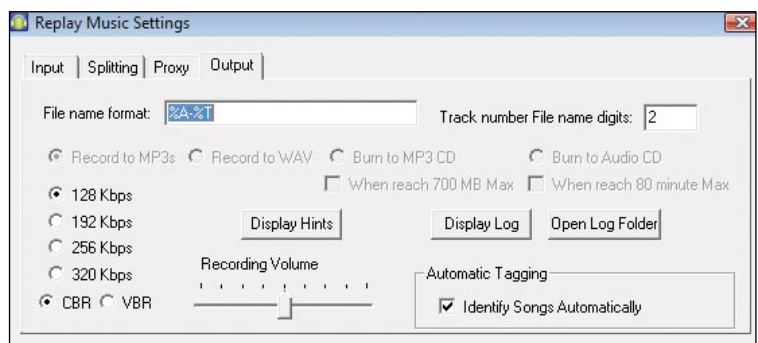 Replay Music Settings
Input Splitting Proxy Output
File name format: %A-%T Track number File name digits: 2
Record to MP3s Record to WAV Burn to MP3 CD Burn to Audio CD
When reach 700 MB Max When reach 80 minute Max
128 Kbps
192 Kbps Display Hints Display Log Open Log Folder
256 Kbps
320 Kbps Recording Volume Automatic Tagging
CBR VBR Identify Songs Automatically